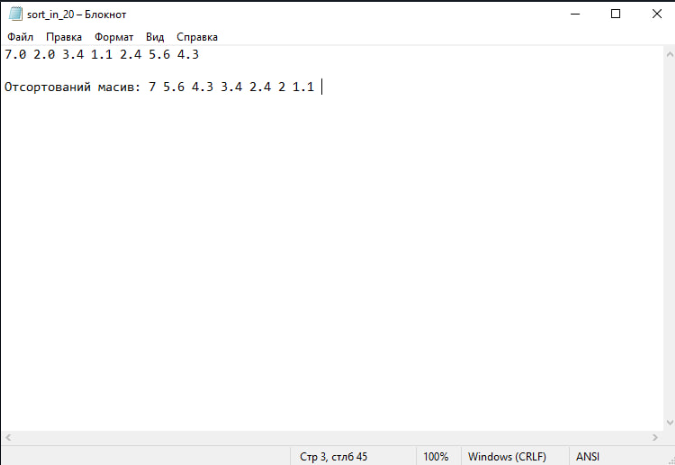 sort_in_20 – Блокнот
Файл Правка Формат Вид Справка
7.0 2.0 3.4 1.1 2.4 5.6 4.3
Отсортований масив: 7 5.6 4.3 3.4 2.4 2 1.1
Стр 3, стлб 45 100% Windows (CRLF) ANSI